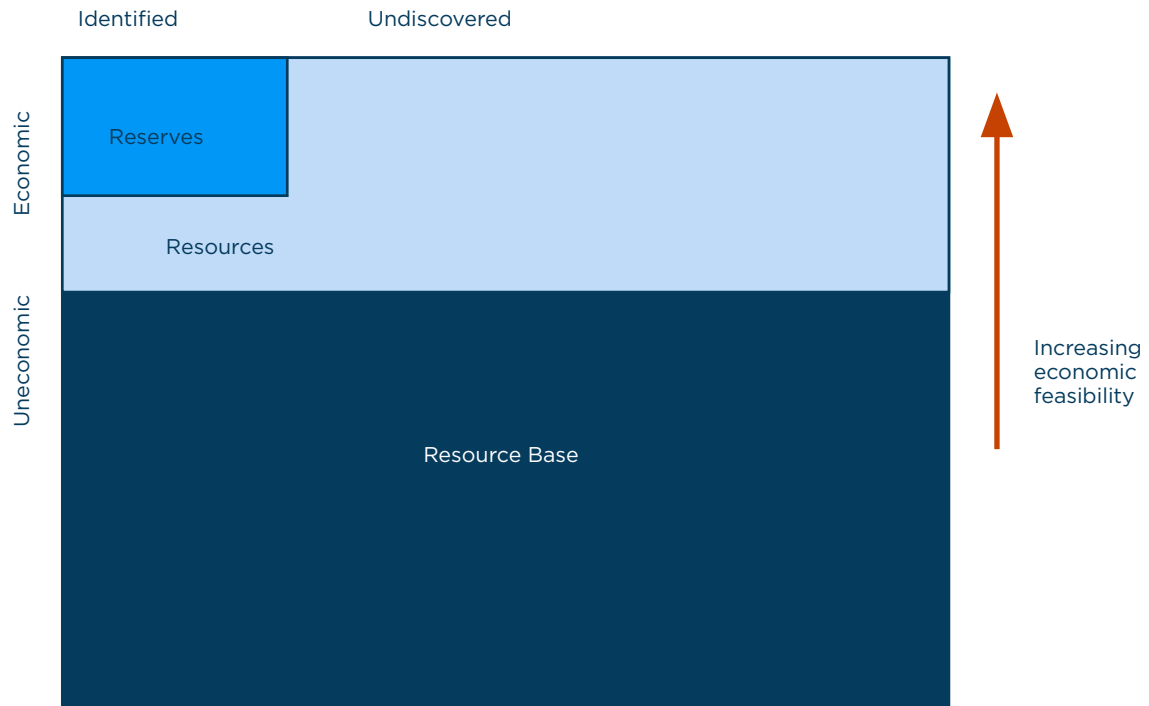 Identified
Undiscovered
Economic
Reserves
Resources
Uneconomic
Increasing
economic
feasibility
Resource Base